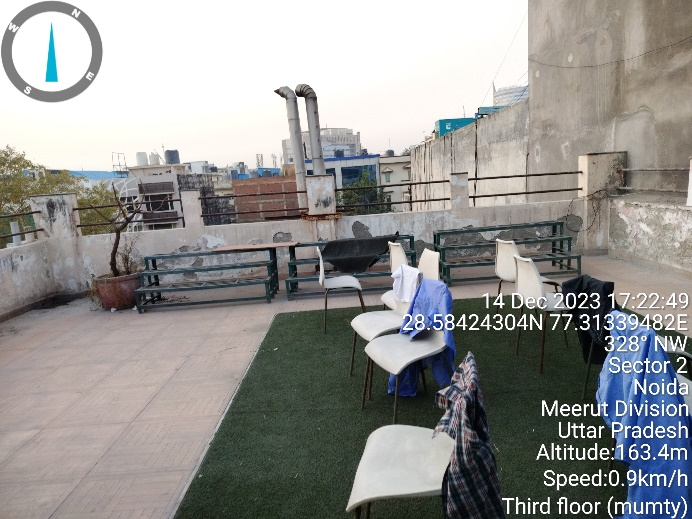 N
W
E
S
14 Dec 2023 17:22:49
28.58424304N 77.31339482E
328° NW
Sector 2
Noida
Meerut Division
Uttar Pradesh
Altitude:163.4m
Speed:0.9km/h
Third floor (mumty)